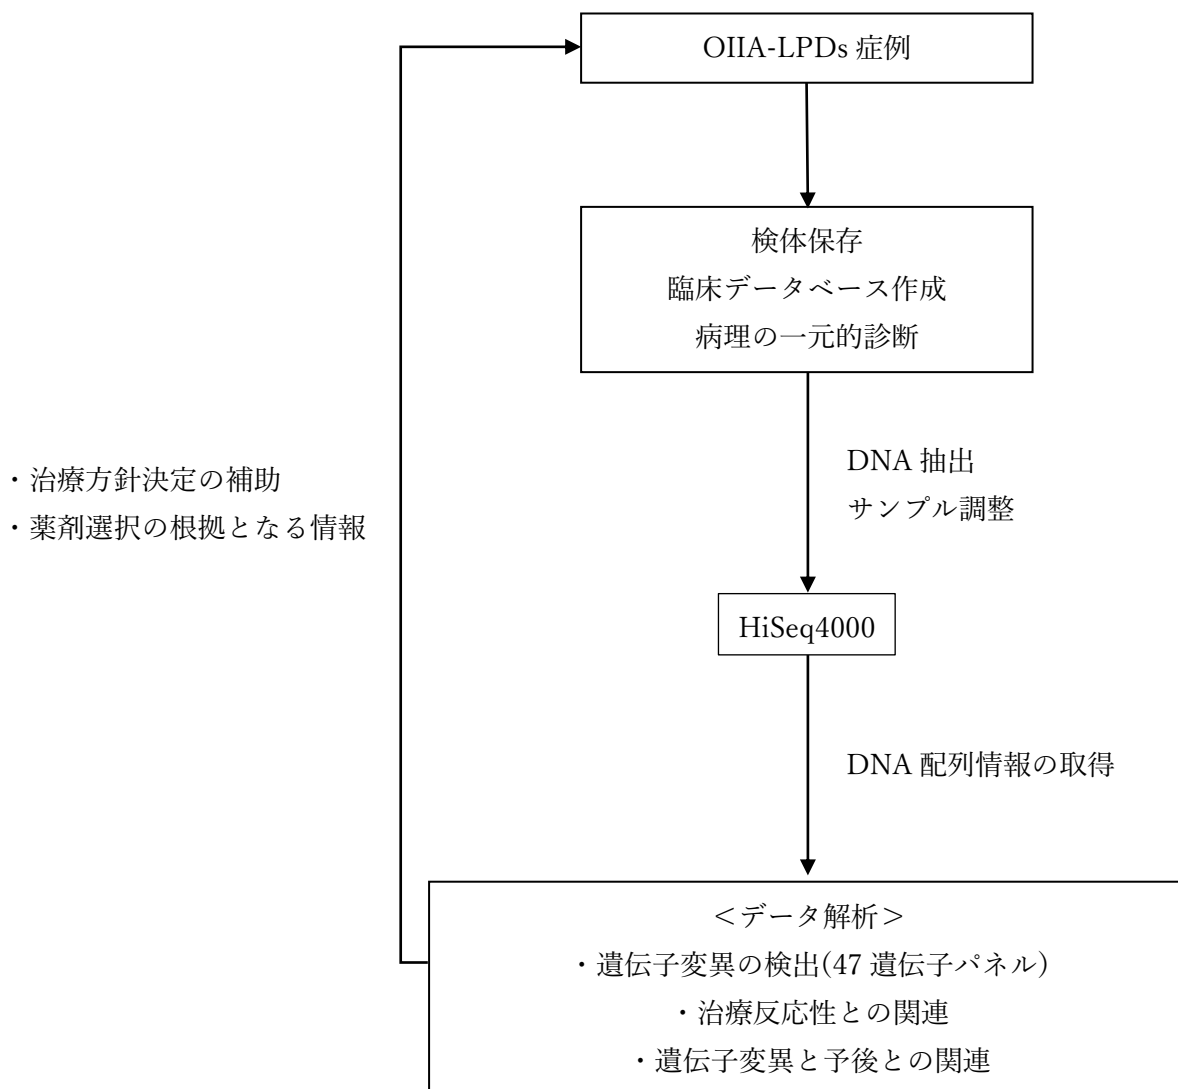 OIIA-LPDs 症例
検体保存
臨床データベース作成
病理の一元的診断
DNA 抽出
サンプル調整
・治療方針決定の補助
・薬剤選択の根拠となる情報
HiSeq4000
DNA 配列情報の取得
＜データ解析＞
・遺伝子変異の検出(47 遺伝子パネル)
・治療反応性との関連
・遺伝子変異と予後との関連